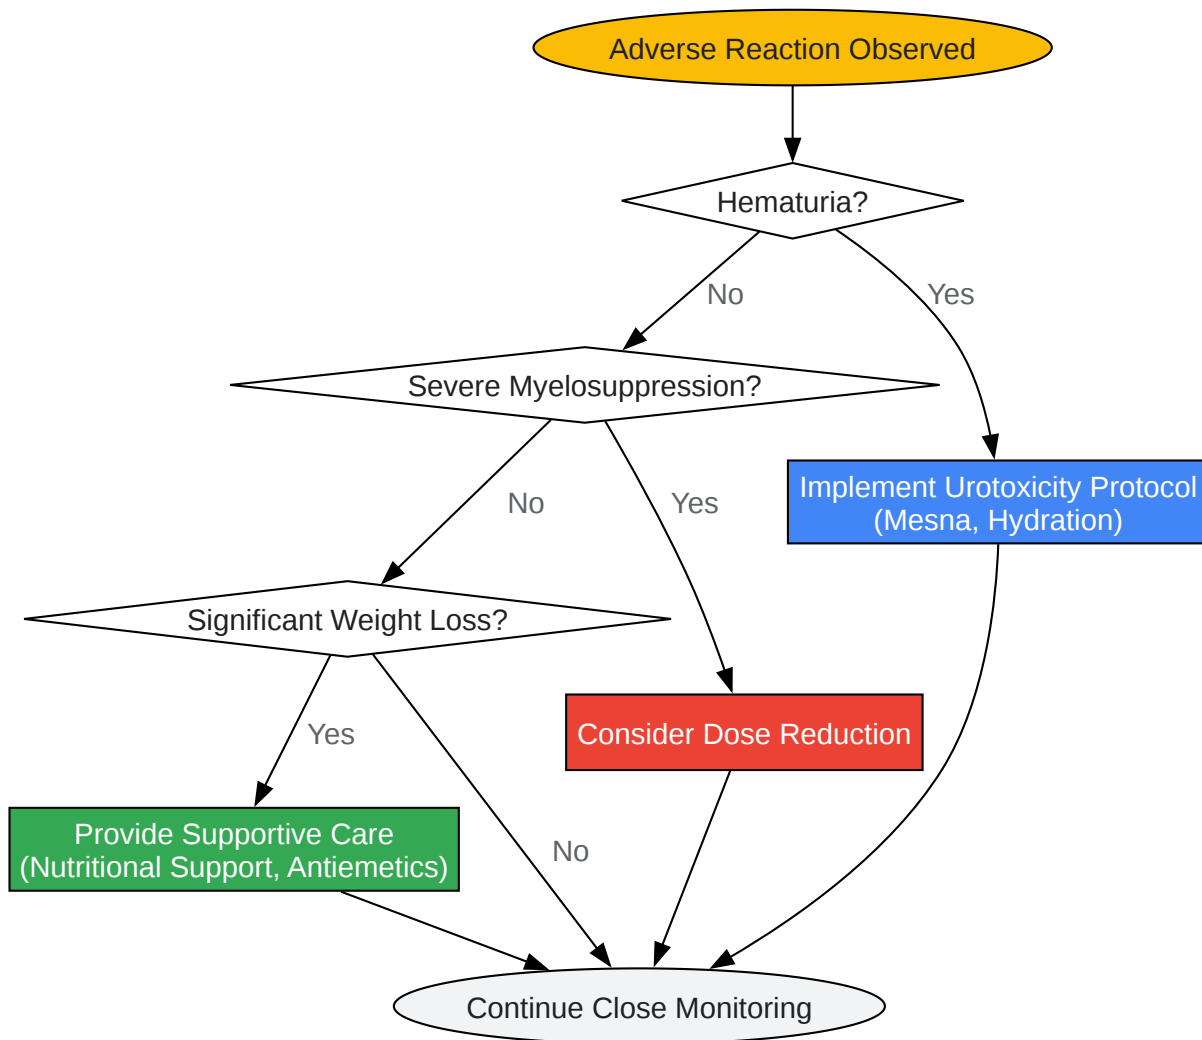 Adverse Reaction Observed
Hematuria?
No
Yes
Severe Myelosuppression?
No
Yes
Implement Urotoxicity Protocol
(Mesna, Hydration)
Significant Weight Loss?
Yes
Consider Dose Reduction
Provide Supportive Care
(Nutritional Support, Antiemetics)
No
Continue Close Monitoring